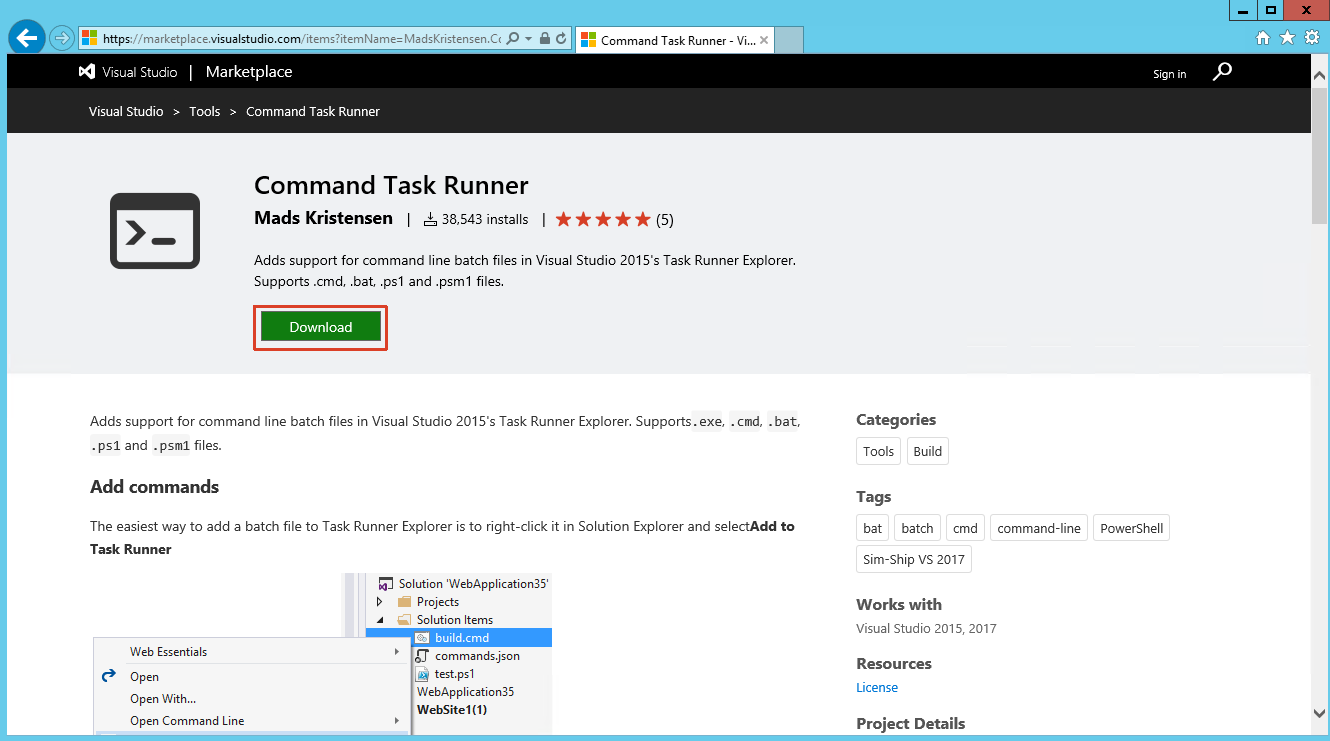 https://marketplace.visualstudio.com/items?itemName=MadsKristensen.Cc
Command Task Runner - Vi...
Visual Studio | Marketplace
Sign in
Visual Studio > Tools > Command Task Runner
Command Task Runner
Mads Kristensen | 38,543 installs | (5)
Adds support for command line batch files in Visual Studio 2015's Task Runner Explorer.
Supports .cmd, .bat, .ps1 and .psm1 files.
Download
Adds support for command line batch files in Visual Studio 2015's Task Runner Explorer. Supports.exe, .cmd, .bat,
.ps1 and .psm1 files.
Add commands
The easiest way to add a batch file to Task Runner Explorer is to right-click it in Solution Explorer and selectAdd to
Task Runner
Solution 'WebApplication35'
Projects
Solution Items
build.cmd
commands.json
test.ps1
WebApplication35
WebSite1(1)
Web Essentials
Open
Open With...
Open Command Line
Categories
Tools Build
Tags
bat batch cmd command-line PowerShell
Sim-Ship VS 2017
Works with
Visual Studio 2015, 2017
Resources
License
Project Details